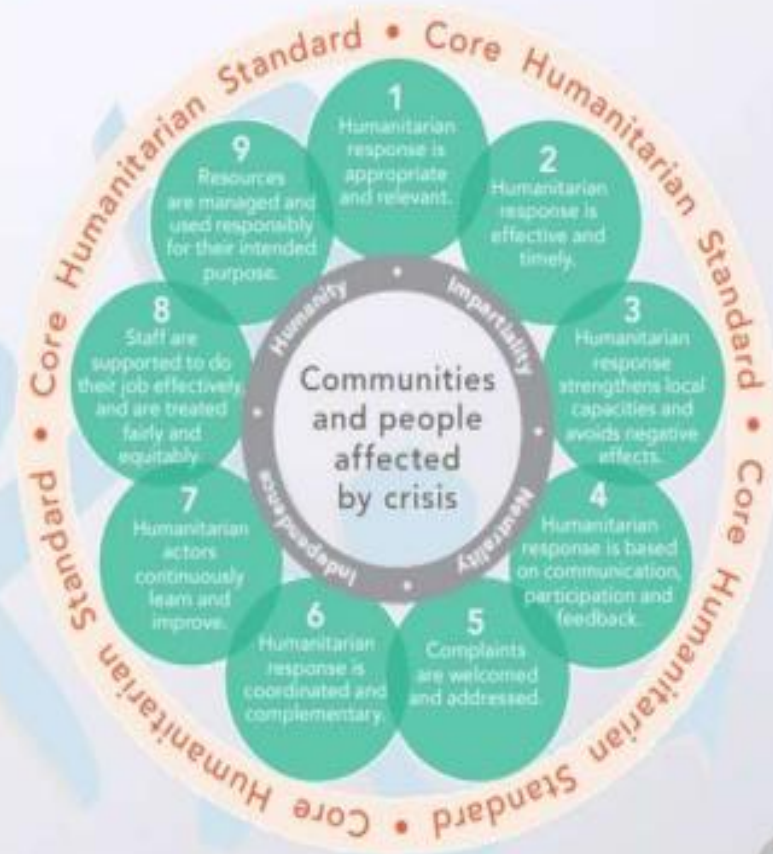 Core Humanitarian Standard • Core Humanitarian Standard • Core Humanitarian Standard • Core Humanitarian Standard •
1
Humanitarian
response is
appropriate
and relevant.
2
Humanitarian
response is
effective and
timely.
3
Humanitarian
response
strengthens local
capacities and
avoids negative
effects.
4
Humanitarian
response is based
on communication,
participation and
feedback.
5
Complaints
are welcomed
and addressed.
6
Humanitarian
response is
coordinated and
complementary.
7
Humanitarian
actors
continuously
learn and
improve.
8
Staff are
supported to do
their job effectively,
and are treated
fairly and
equitably
9
Resources
are managed and
used responsibly
for their intended
purpose.
Humanity • Impartiality • Neutrality • Independence •
Communities
and people
affected
by crisis